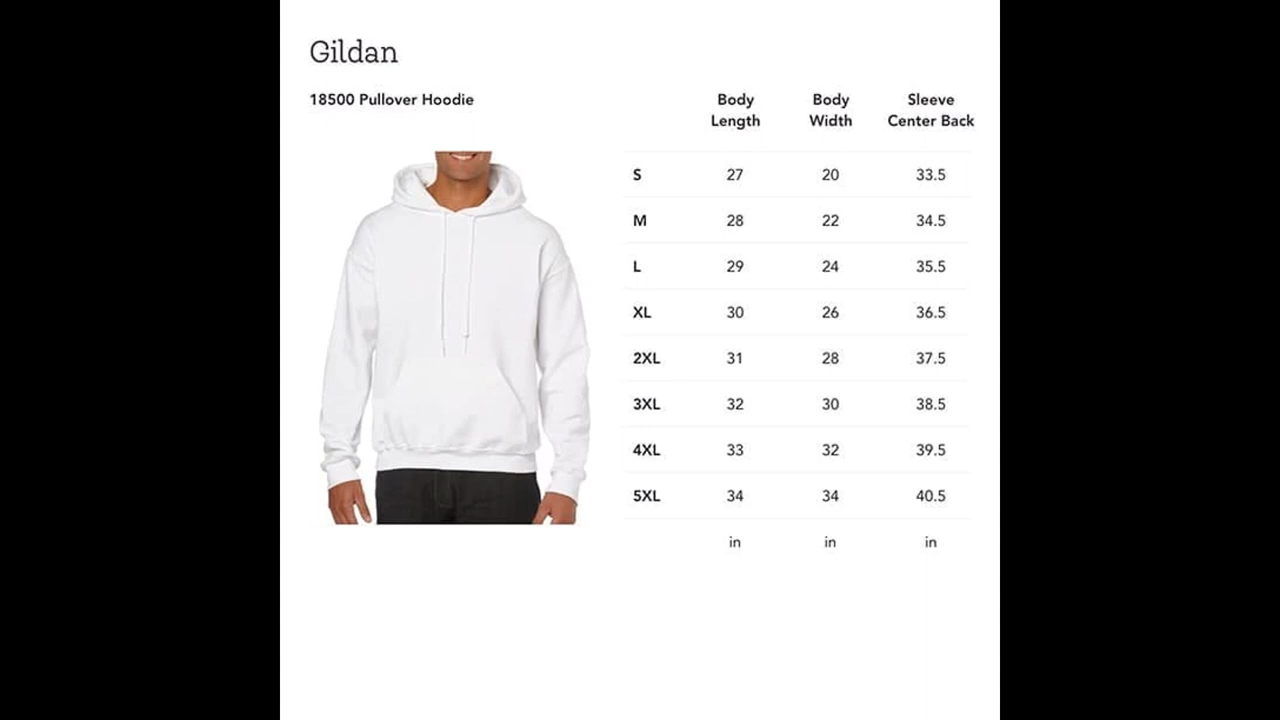 Gildan
18500 Pullover Hoodie
Body Length Body Width Sleeve Center Back
S 27 20 33.5
M 28 22 34.5
L 29 24 35.5
XL 30 26 36.5
2XL 31 28 37.5
3XL 32 30 38.5
4XL 33 32 39.5
5XL 34 34 40.5
in in in